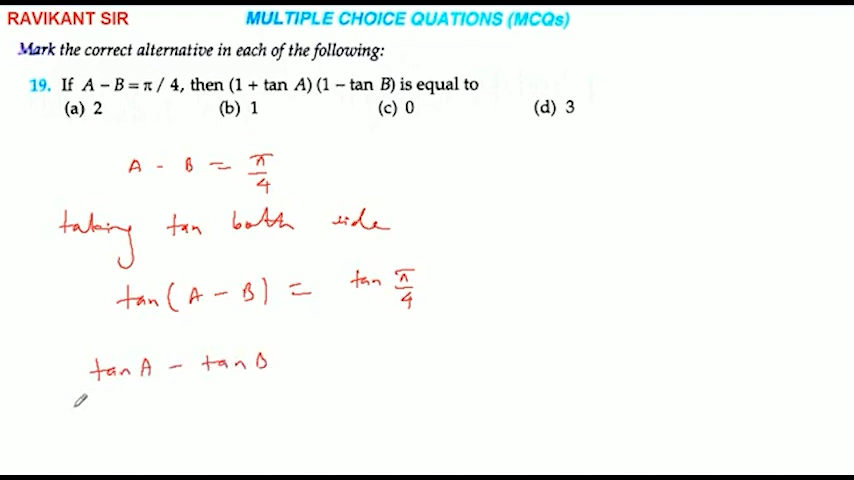 RAVIKANT SIR MULTIPLE CHOICE QUATIONS (MCQs)
Mark the correct alternative in each of the following:
19. If A − B = π / 4, then (1 + tan A) (1 − tan B) is equal to
(a) 2 (b) 1 (c) 0 (d) 3
A - B = π/4
taking tan both side
tan(A - B) = tan π/4
tanA - tanB